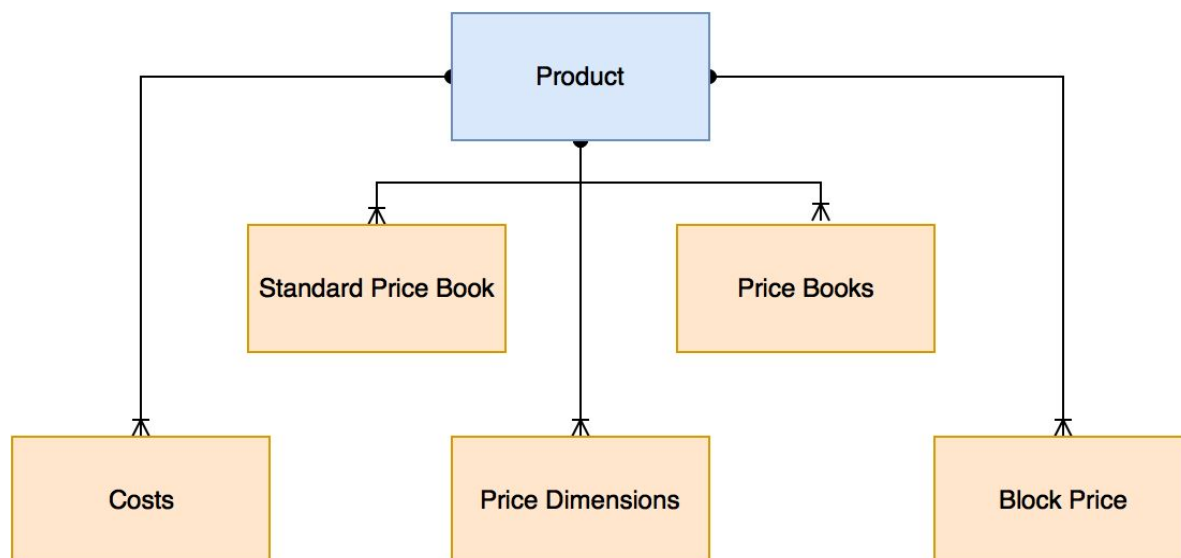 Product
Standard Price Book
Price Books
Costs
Price Dimensions
Block Price